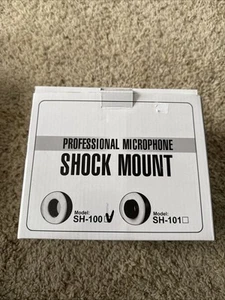 PROFESSIONAL MICROPHONE
SHOCK MOUNT
Model:
SH-100
Model:
SH-101